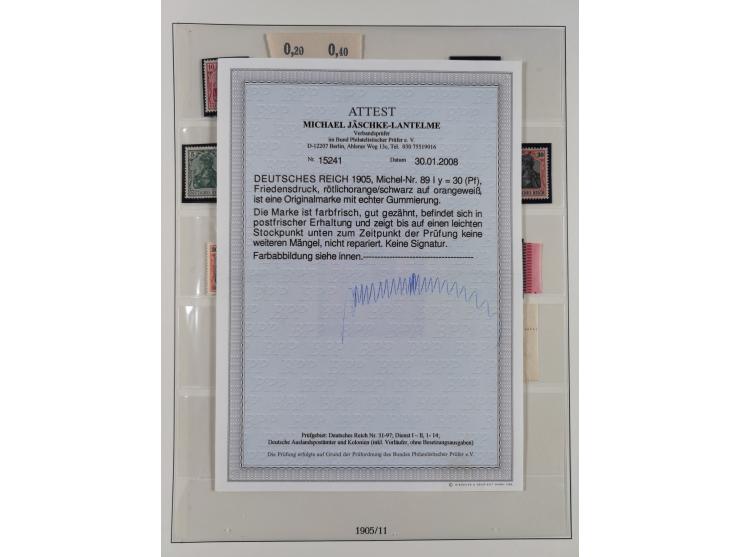 0,20 0,40
ATTEST
MICHAEL JÄSCHKE-LANTELME
Verbandsprüfer
im Bund Philatelistischer Prüfer e. V.
D-12207 Berlin, Ahlener Weg 13c, Tel. 030 75519016
Nr. 15241 Datum 30.01.2008
DEUTSCHES REICH 1905, Michel-Nr. 89 I y = 30 (Pf),
Friedensdruck, rötlichorange/schwarz auf orangeweiß,
ist eine Originalmarke mit echter Gummierung.
Die Marke ist farbfrisch, gut gezähnt, befindet sich in
postfrischer Erhaltung und zeigt bis auf einen leichten
Stockpunkt unten zum Zeitpunkt der Prüfung keine
weiteren Mängel, nicht repariert. Keine Signatur.
Farbabbildung siehe innen.---------------------------------------
Prüfgebiet: Deutsches Reich Nr. 31-97; Dienst I - II, 1- 14;
Deutsche Auslandspostämter und Kolonien (inkl. Vorläufer, ohne Besetzungsausgaben)
Die Prüfung erfolgte auf Grund der Prüfordnung des Bundes Philatelistischer Prüfer e.V.
1905/11